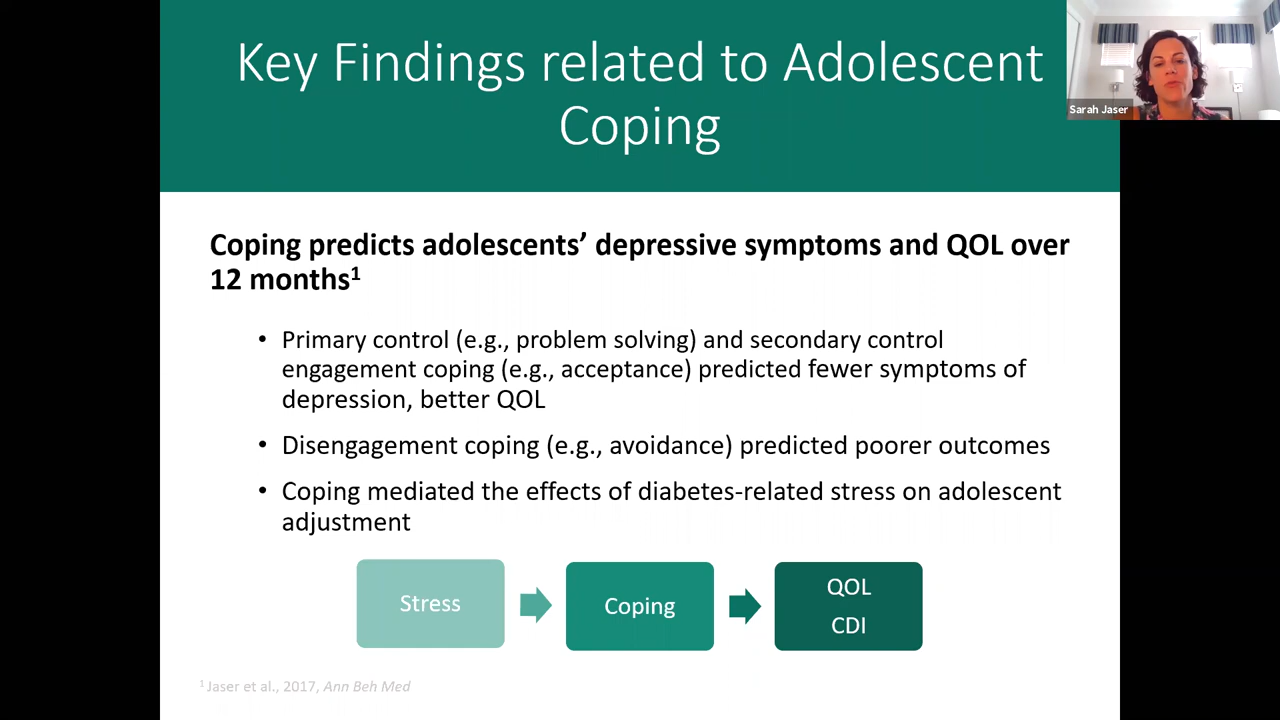 Key Findings related to Adolescent
Coping
Sarah Jaser
Coping predicts adolescents’ depressive symptoms and QOL over
12 months¹
• Primary control (e.g., problem solving) and secondary control
engagement coping (e.g., acceptance) predicted fewer symptoms of
depression, better QOL
• Disengagement coping (e.g., avoidance) predicted poorer outcomes
• Coping mediated the effects of diabetes-related stress on adolescent
adjustment
Stress
Coping
QOL
CDI
¹ Jaser et al., 2017, Ann Beh Med